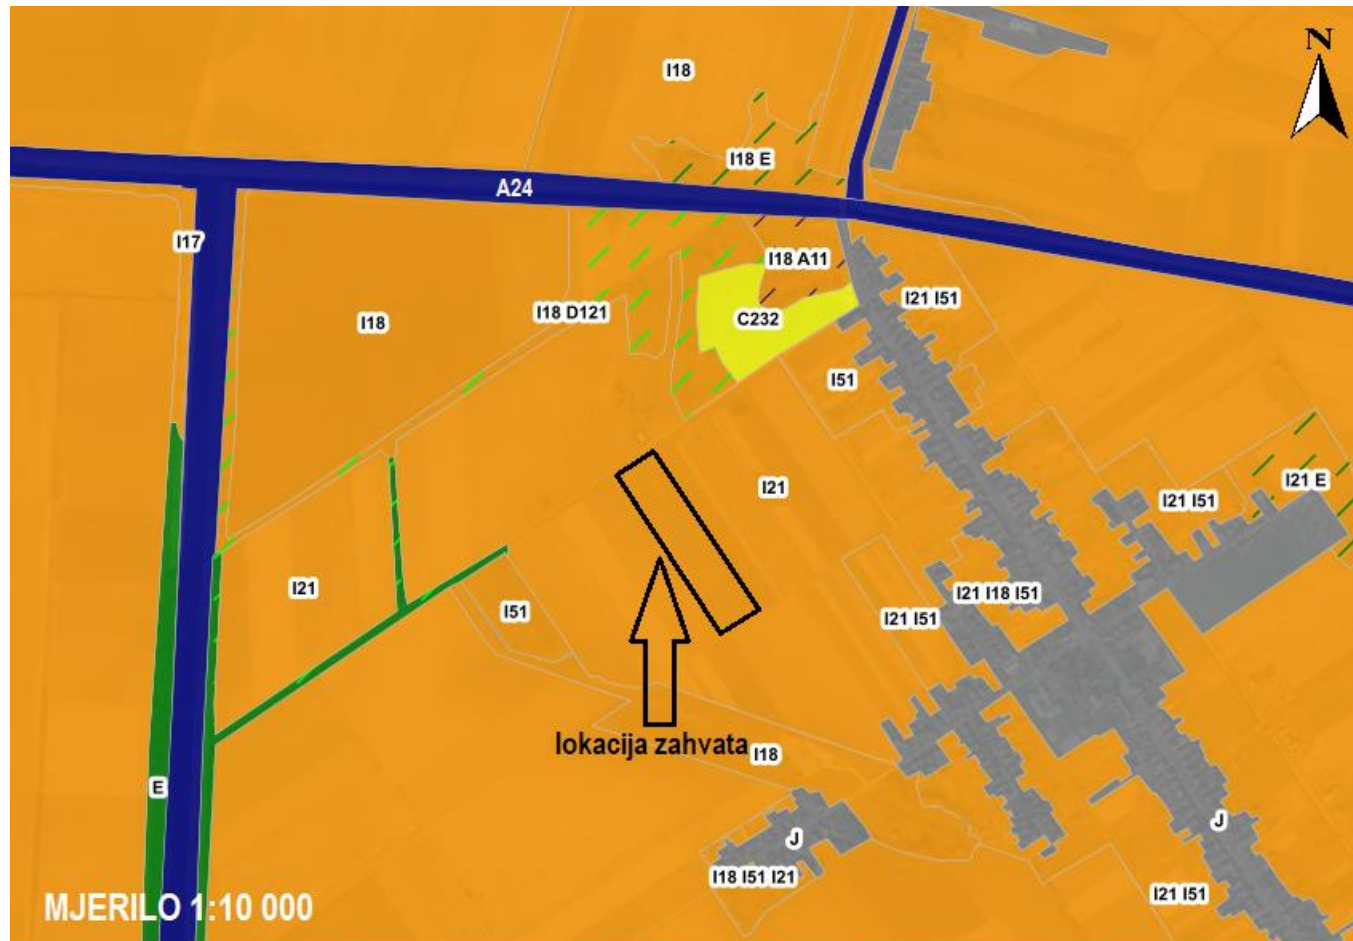 N
I18
I18 E
A24
I17
I18 A11
I21 I51
I18 D121
C232
I18
I51
I21 E
I21
I21 I51
I21
I21 I18 I51
I51
I21 I51
lokacija zahvata
I18
E
J
J
I18 I51 I21
I21 I51
MJERILO 1:10 000